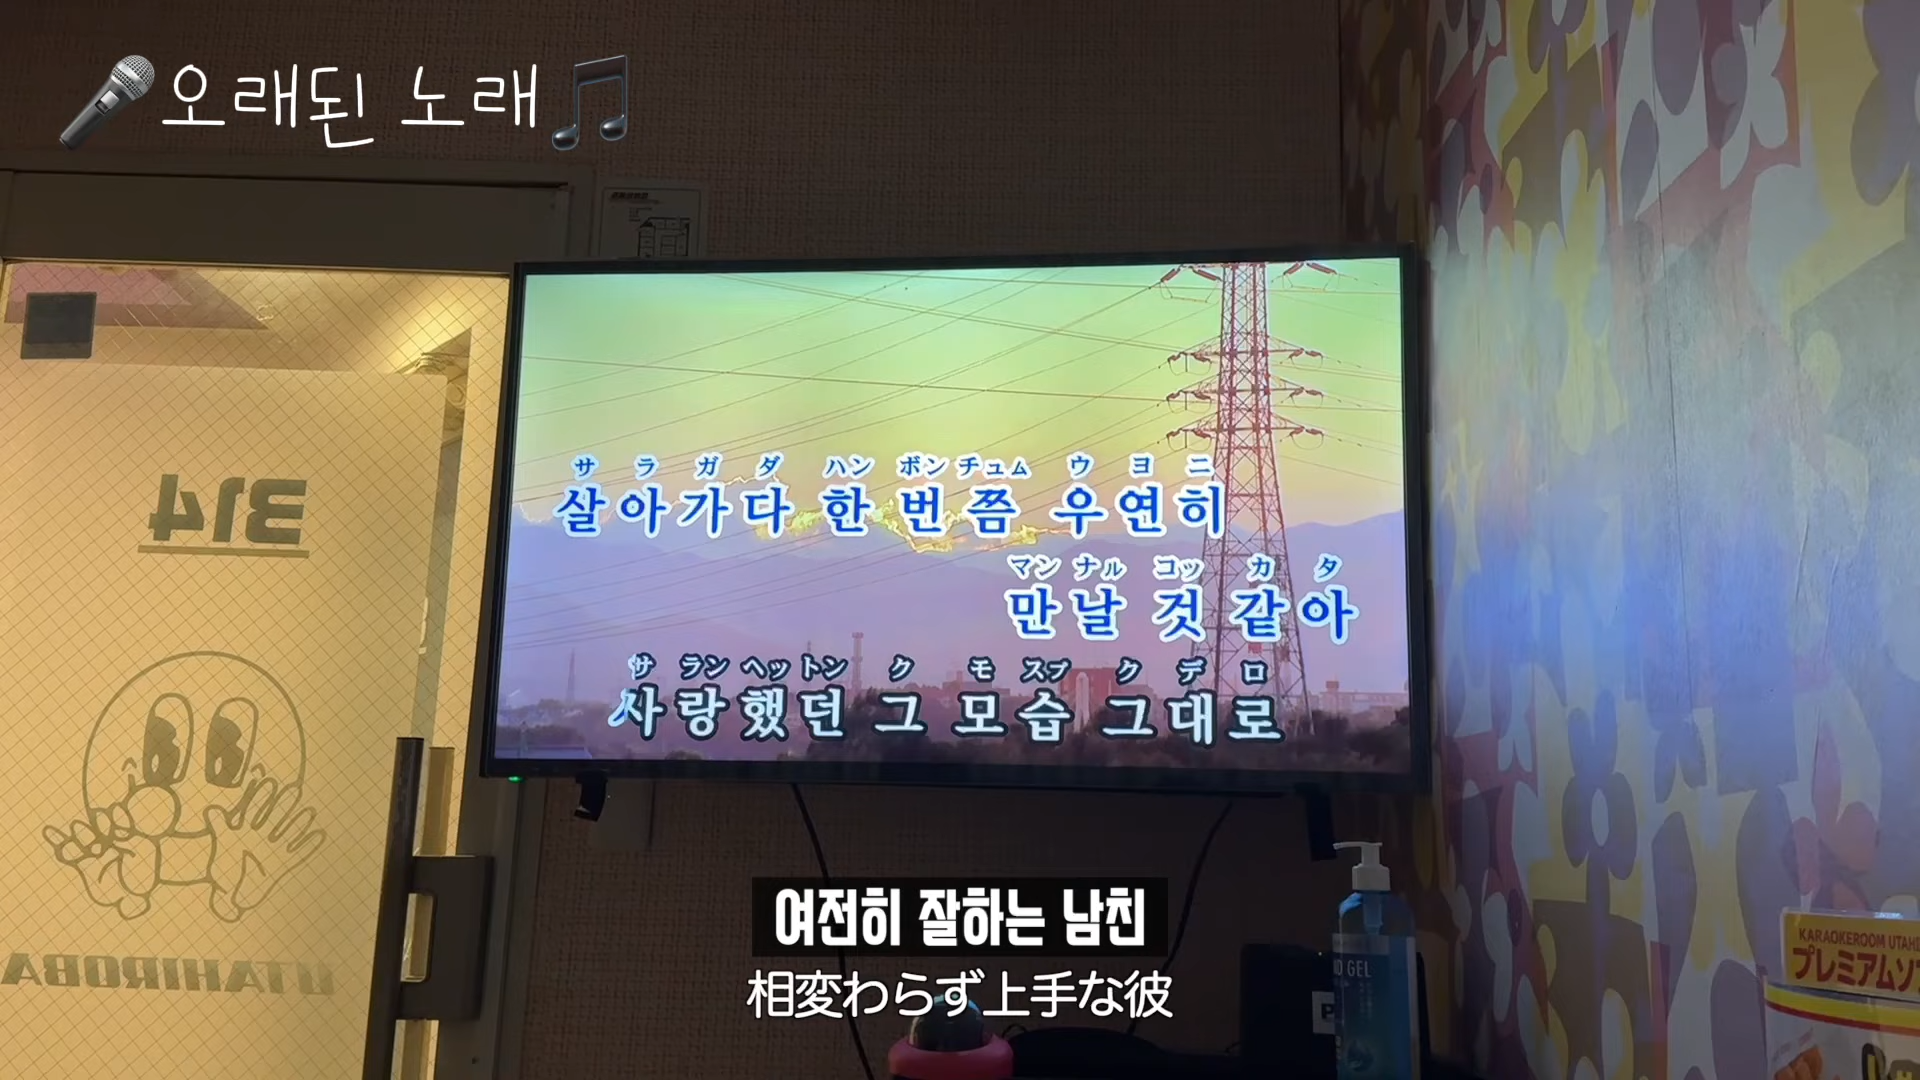 오래된 노래
サ ラ ガ ダ ハン ボン チュム ウ ヨ ニ
살아가다 한 번 쯤 우연히
マン ナル コッ カ タ
만날 것 같아
サ ラン ヘッ トン ク モ スプ ク デ ロ
사랑했던 그 모습 그대로
314
UTAHIROBA
여전히 잘하는 남친
相変わらず上手な彼
GEL
KARAOKEROOM
プレミアムソ